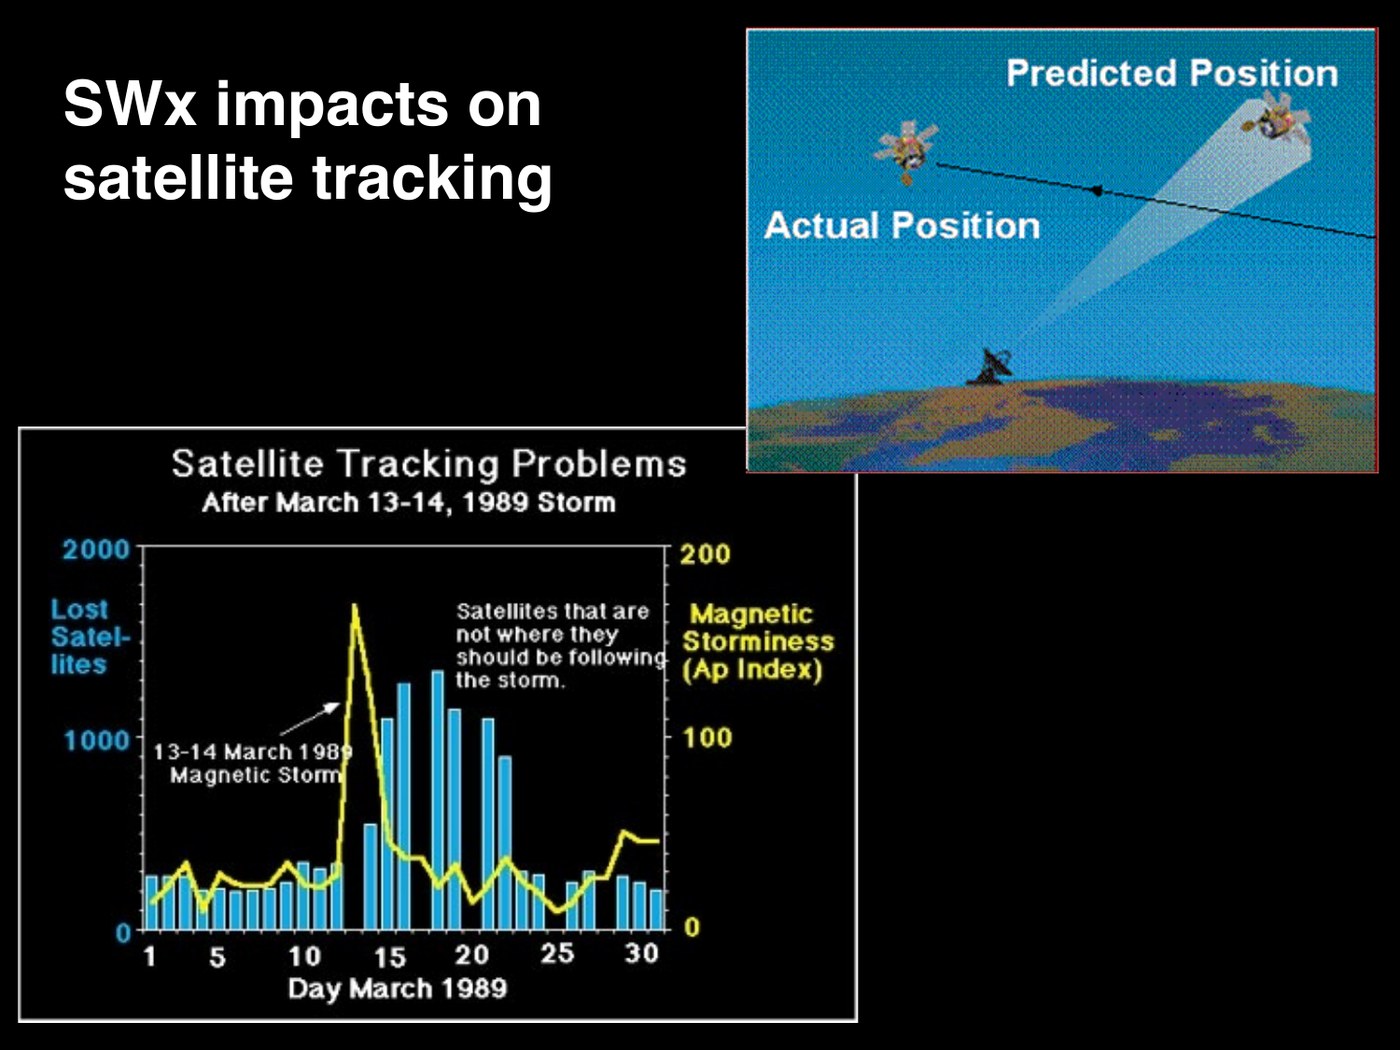 SWx impacts on
satellite tracking
Predicted Position
Actual Position
Satellite Tracking Problems
After March 13-14, 1989 Storm
2000
200
Lost
Satel-
lites
Satellites that are
not where they
should be following
the storm.
Magnetic
Storminess
(Ap Index)
1000
100
13-14 March 1989
Magnetic Storm
0
0
1 5 10 15 20 25 30
Day March 1989